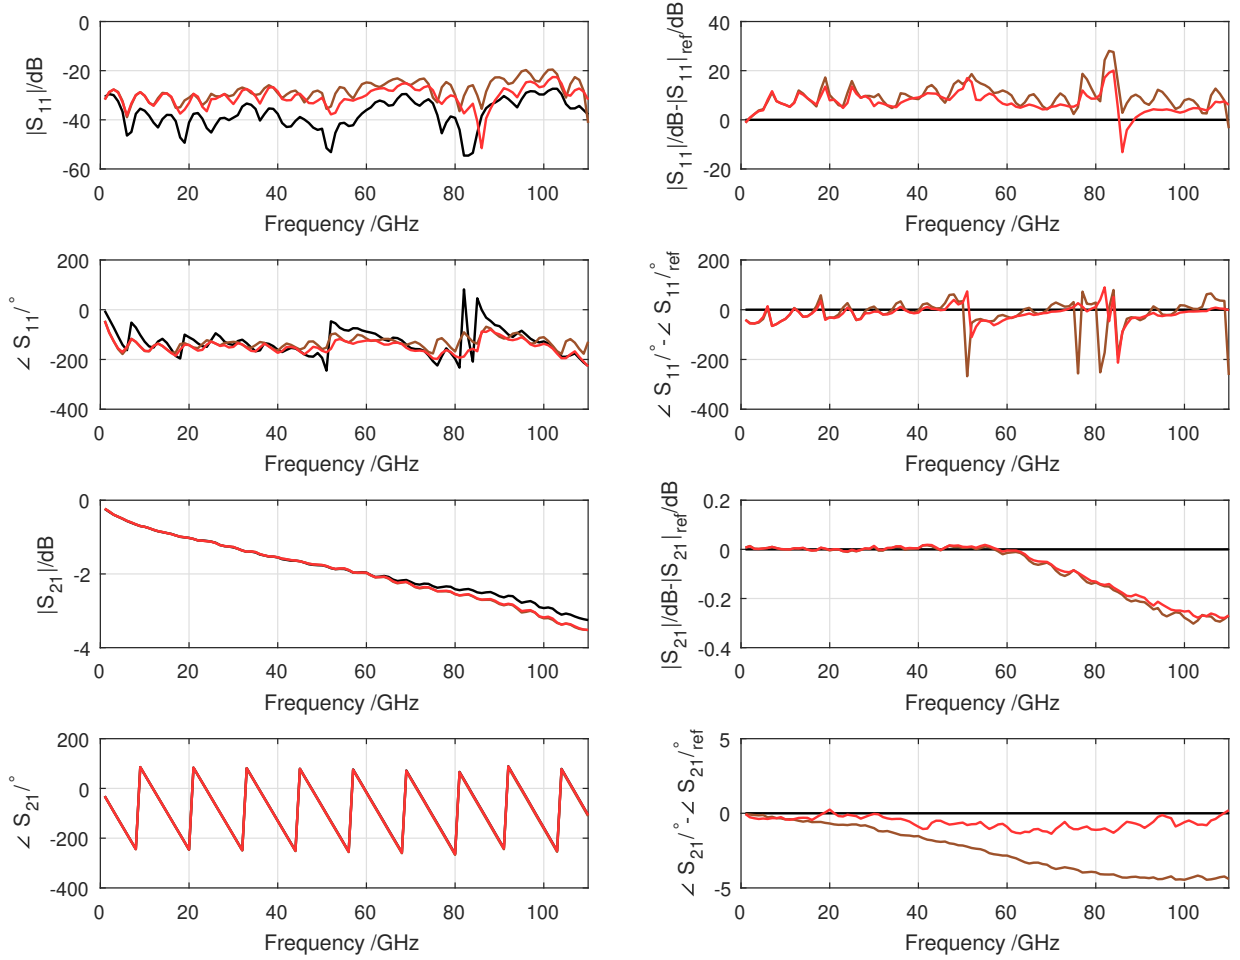 |S11|/dB
0
-20
-40
-60
0 20 40 60 80 100
Frequency /GHz
|S11|/dB-|S11|ref/dB
40
20
0
-20
0 20 40 60 80 100
Frequency /GHz
∠ S11/°
200
0
-200
-400
0 20 40 60 80 100
Frequency /GHz
∠ S11/°-∠ S11/°ref
200
0
-200
-400
0 20 40 60 80 100
Frequency /GHz
|S21|/dB
0
-2
-4
0 20 40 60 80 100
Frequency /GHz
|S21|/dB-|S21|ref/dB
0.2
0
-0.2
-0.4
0 20 40 60 80 100
Frequency /GHz
∠ S21/°
200
0
-200
-400
0 20 40 60 80 100
Frequency /GHz
∠ S21/°-∠ S21/°ref
5
0
-5
0 20 40 60 80 100
Frequency /GHz